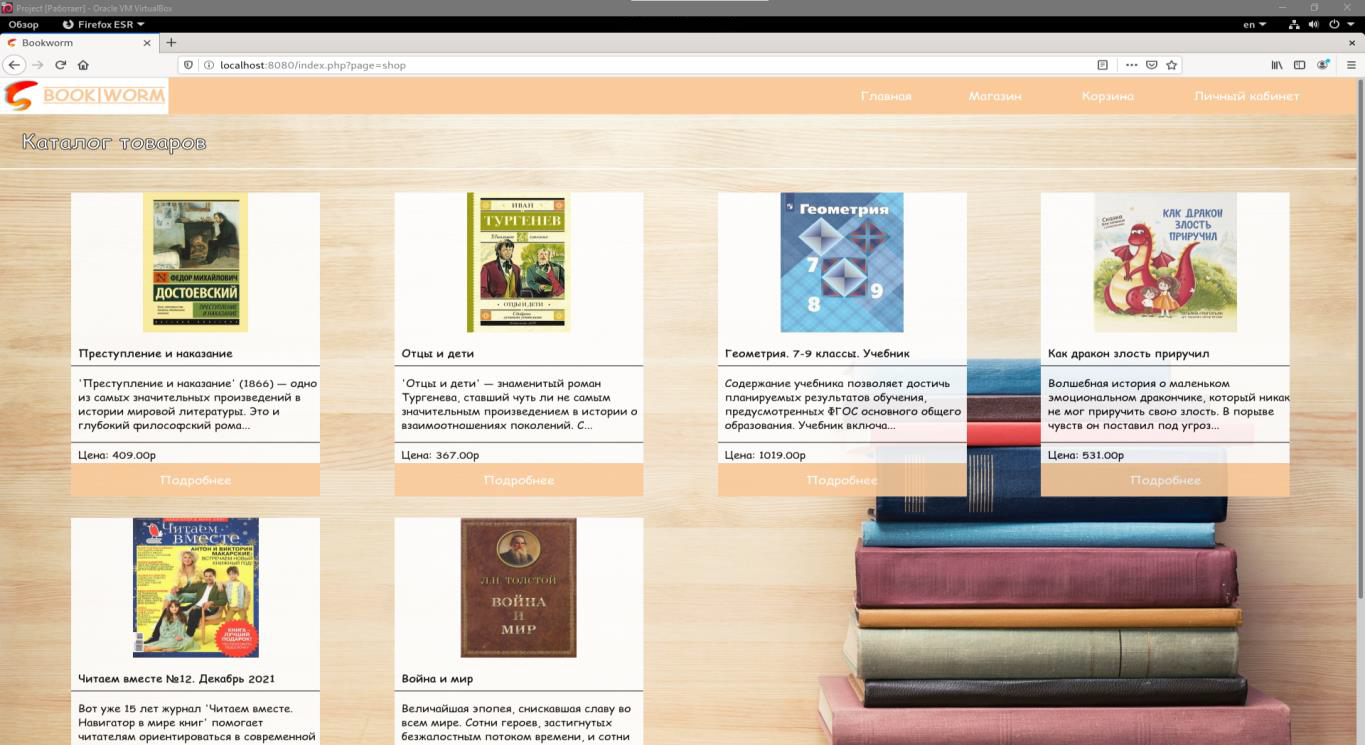 Project [Работает] - Oracle VM VirtualBox
Обзор Firefox ESR en
Bookworm
localhost:8080/index.php?page=shop
BOOK|WORM
Главная Магазин Корзина Личный кабинет
Каталог товаров
ФЕДОР МИХАЙЛОВИЧ
ДОСТОЕВСКИЙ
ПРЕСТУПЛЕНИЕ
И НАКАЗАНИЕ
Преступление и наказание
'Преступление и наказание' (1866) — одно
из самых значительных произведений в
истории мировой литературы. Это и
глубокий философский рома...
Цена: 409.00р
Подробнее
ИВАН
ТУРГЕНЕВ
ОТЦЫ И ДЕТИ
Отцы и дети
'Отцы и дети' — знаменитый роман
Тургенева, ставший чуть ли не самым
значительным произведением в истории о
взаимоотношениях поколений. С...
Цена: 367.00р
Подробнее
Геометрия
7
8
9
Геометрия. 7-9 классы. Учебник
Содержание учебника позволяет достичь
планируемых результатов обучения,
предусмотренных ФГОС основного общего
образования. Учебник включа...
Цена: 1019.00р
Подробнее
Сказка
КАК ДРАКОН
ЗЛОСТЬ
ПРИРУЧИЛ
Как дракон злость приручил
Волшебная история о маленьком
эмоциональном дракончике, который никак
не мог приручить свою злость. В порыве
чувств он поставил под угроз...
Цена: 531.00р
Подробнее
Читаем
вместе
АНТОН И ВИКТОРИЯ
МАКАРСКИЕ:
ВСТРЕЧАЕМ НОВЫЙ
КНИЖНЫЙ ГОД!
КНИГА -
ЛУЧШИЙ
ПОДАРОК!
Читаем вместе №12. Декабрь 2021
Вот уже 15 лет журнал 'Читаем вместе.
Навигатор в мире книг' помогает
читателям ориентироваться в современной
Л.Н. ТОЛСТОЙ
ВОЙНА
И
МИР
Война и мир
Величайшая эпопея, снискавшая славу во
всем мире. Сотни героев, застигнутых
безжалостным потоком времени, и сотни